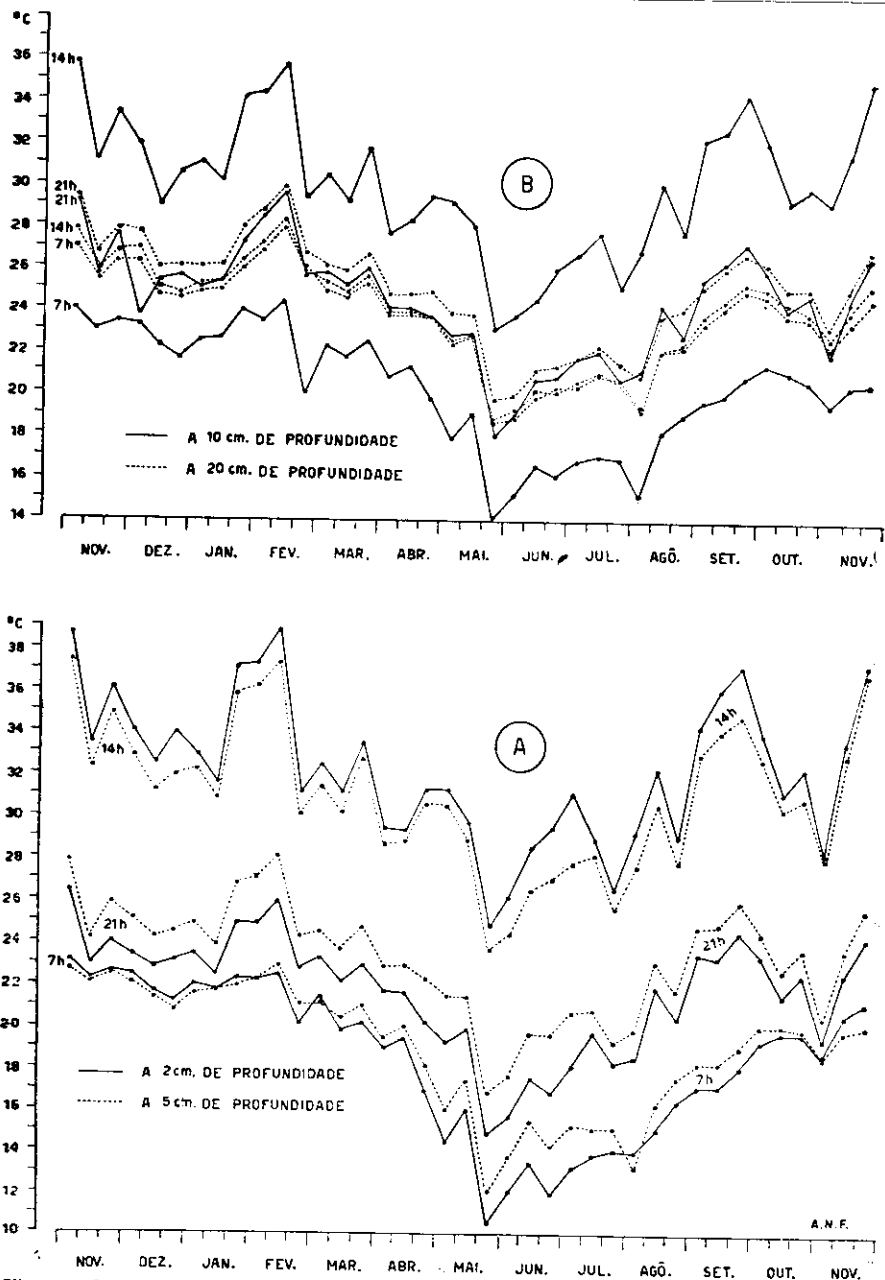 °C
36
14h
34
32
30
21h
21h
B
28
14h
7h
26
24
7h
22
20
18
A 10 cm. DE PROFUNDIDADE
16
A 20 cm. DE PROFUNDIDADE
14
NOV. DEZ. JAN. FEV. MAR. ABR. MAI. JUN. JUL. AGÔ. SET. OUT. NOV.
°C
38
36
14h
14h
A
34
32
30
28
26
21h
24
21h
7h
22
20
18
A 2 cm. DE PROFUNDIDADE
7h
16
A 5 cm. DE PROFUNDIDADE
14
12
10
A.N.F.
NOV. DEZ. JAN. FEV. MAR. ABR. MAI. JUN. JUL. AGÔ. SET. OUT. NOV.